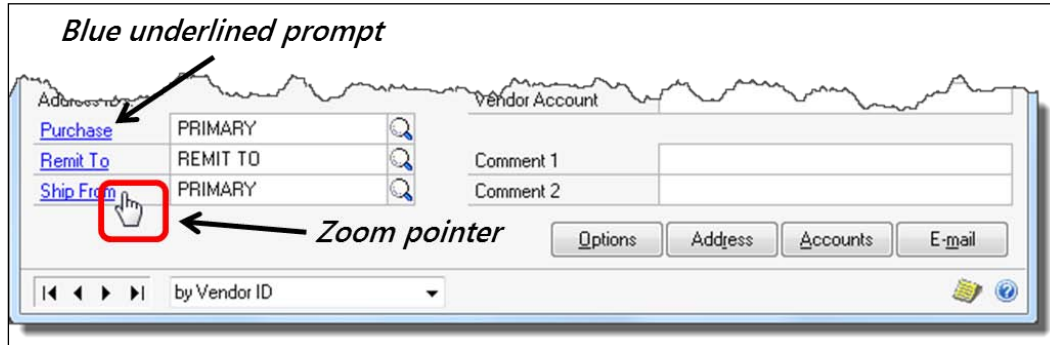 Blue underlined prompt
Vendor Account
Purchase PRIMARY
Remit To REMIT TO Comment 1
Ship From PRIMARY Comment 2
Zoom pointer
Options Address Accounts E-mail
by Vendor ID